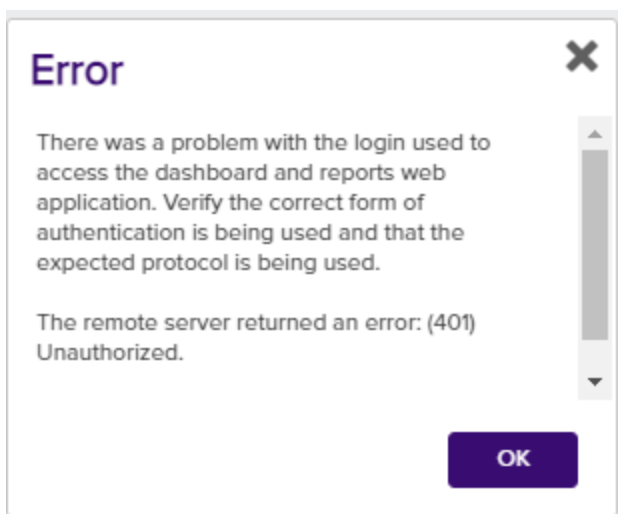 Error
There was a problem with the login used to
access the dashboard and reports web
application. Verify the correct form of
authentication is being used and that the
expected protocol is being used.
The remote server returned an error: (401)
Unauthorized.
OK